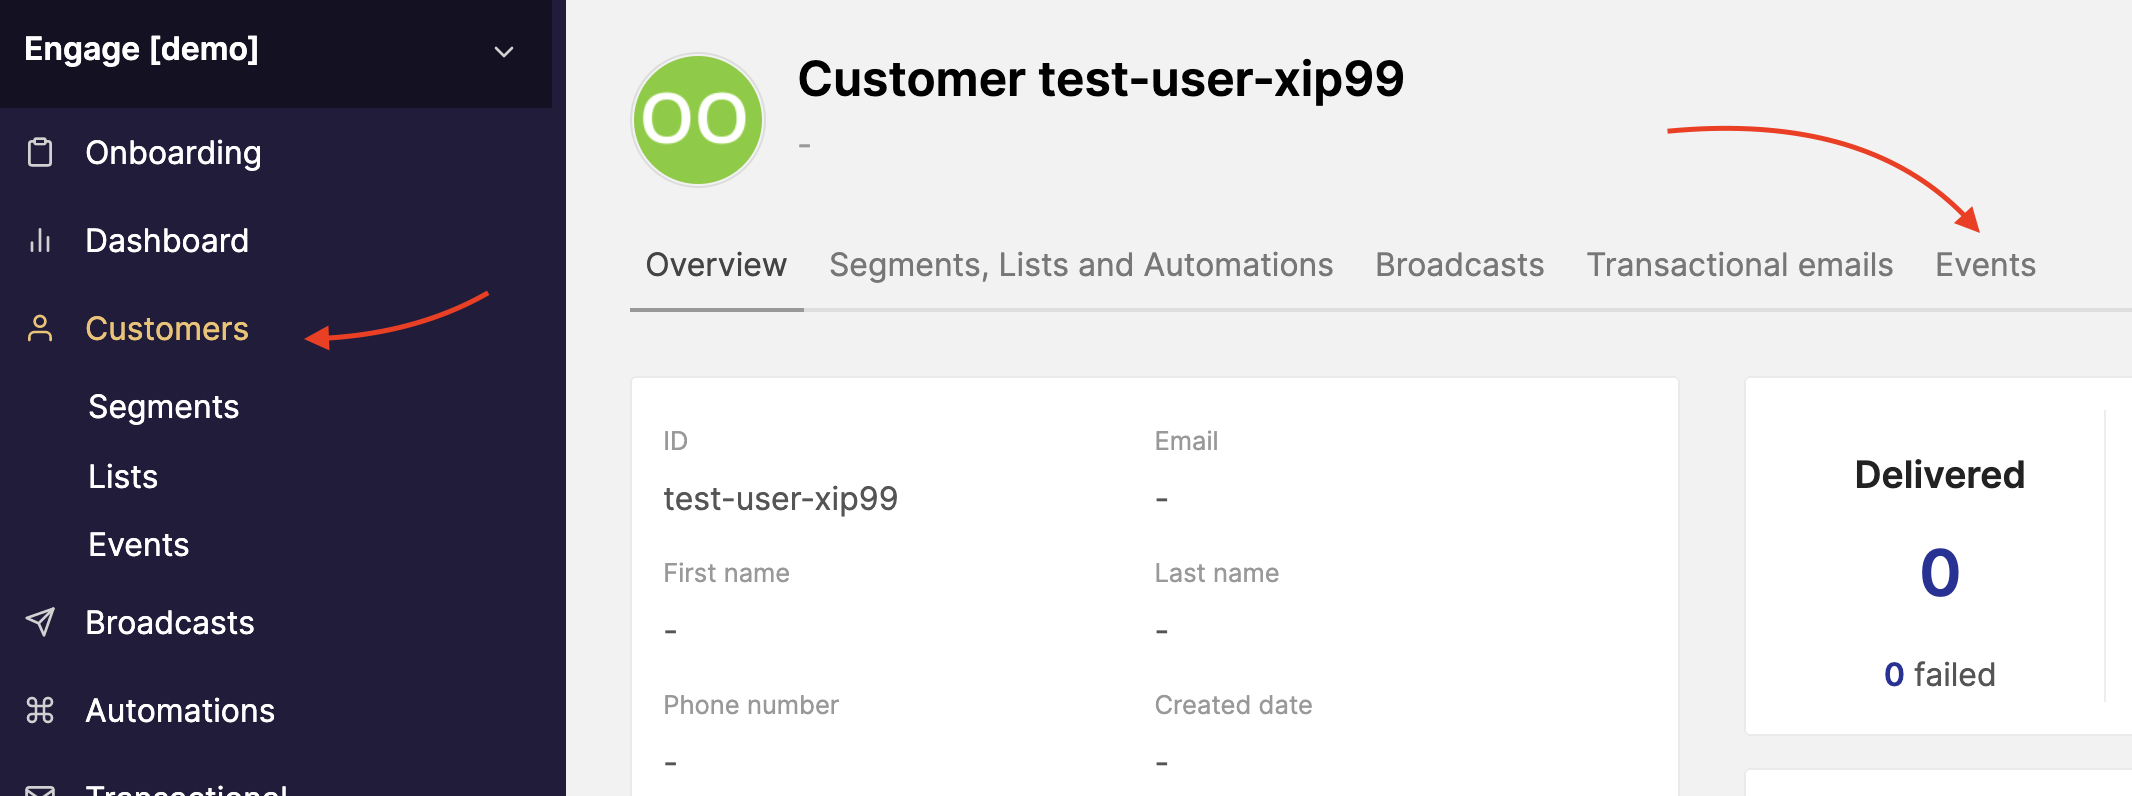 Engage [demo]
Onboarding
Dashboard
Customers
Segments
Lists
Events
Broadcasts
Automations
Transactional
OO
Customer test-user-xip99
-
Overview Segments, Lists and Automations Broadcasts Transactional emails Events
ID Email
test-user-xip99 -
First name Last name
- -
Phone number Created date
- -
Delivered
0
0 failed